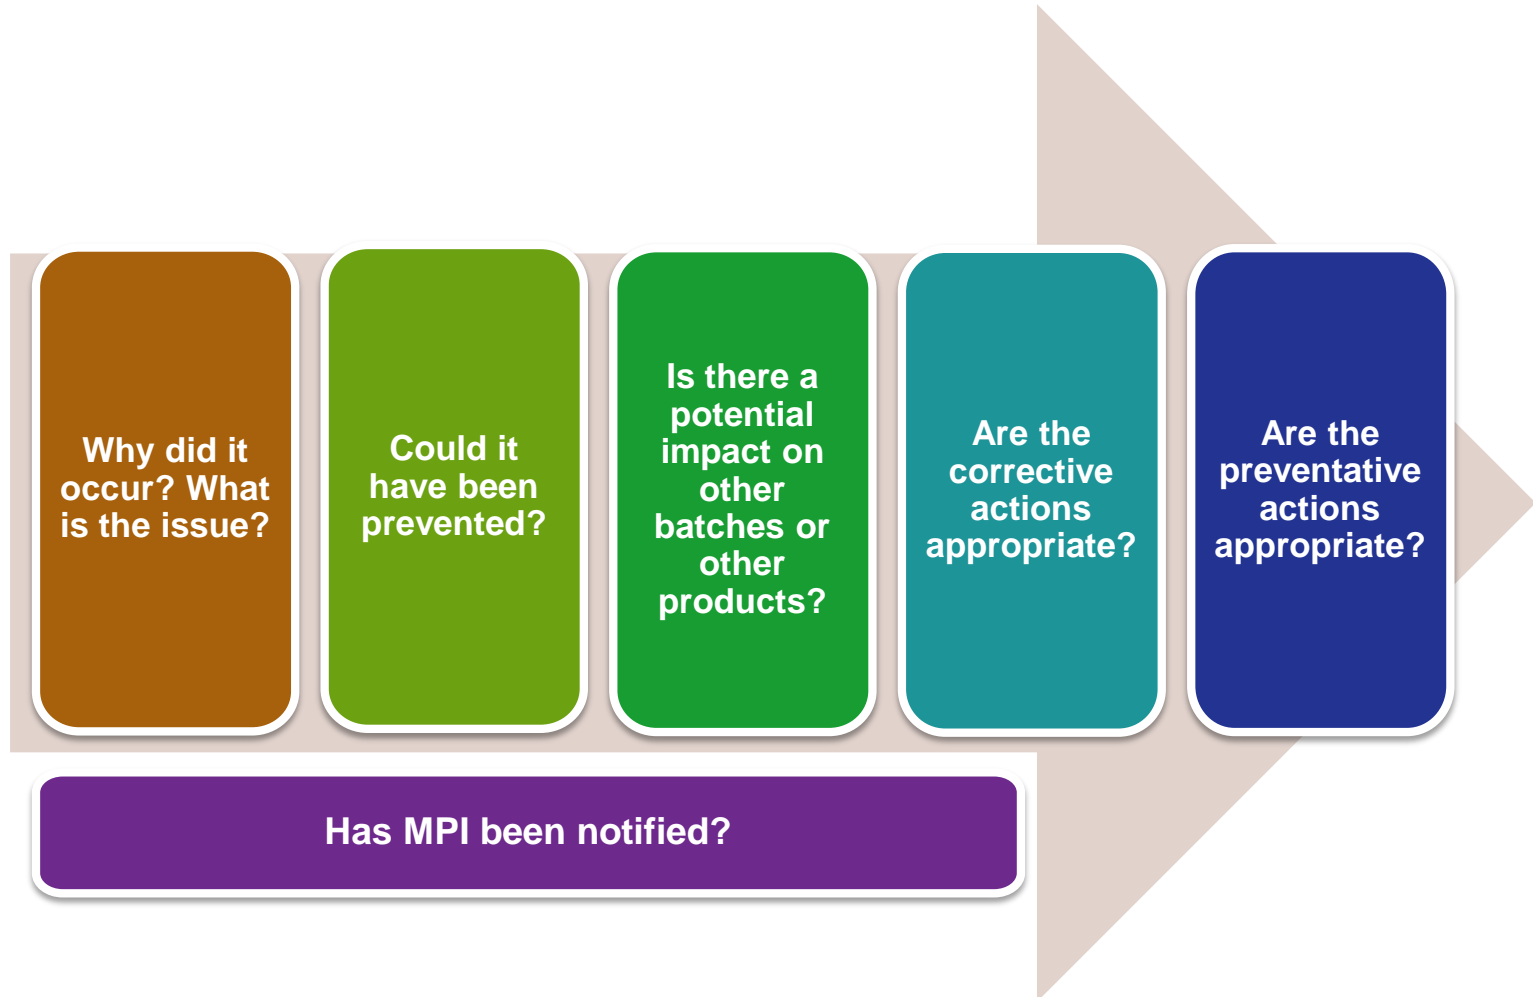 Why did it
occur? What
is the issue?
Could it
have been
prevented?
Is there a
potential
impact on
other
batches or
other
products?
Are the
corrective
actions
appropriate?
Are the
preventative
actions
appropriate?
Has MPI been notified?